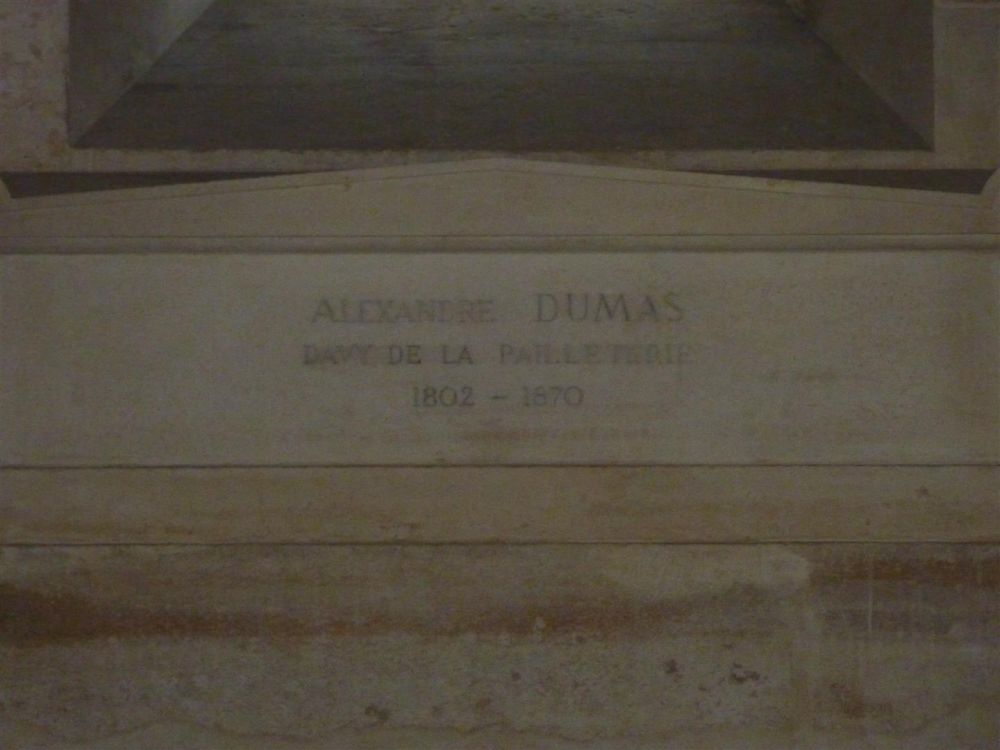 ALEXANDRE DUMAS
DAVY DE LA PAILLETERIE
1802 - 1870